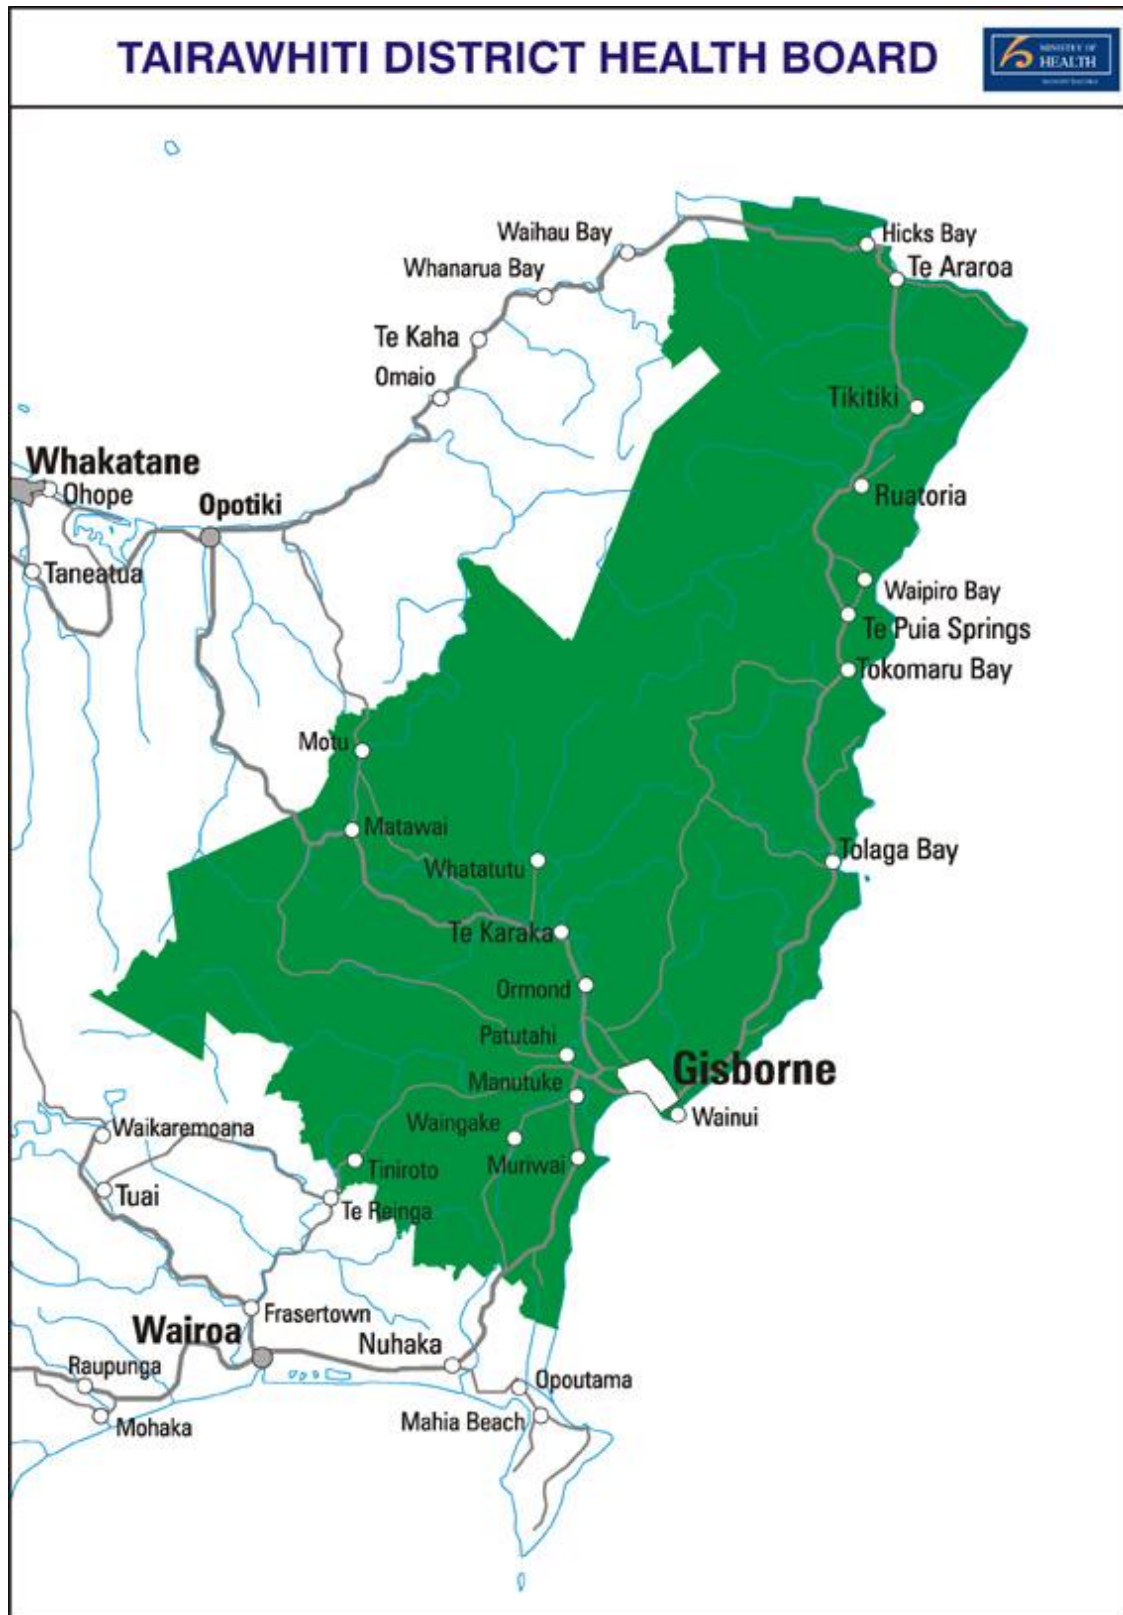 TAIRAWHITI DISTRICT HEALTH BOARD
MINISTRY OF
HEALTH
Waihau Bay
Hicks Bay
Whanarua Bay
Te Araroa
Te Kaha
Omaio
Tikitiki
Whakatane
Ohope
Opotiki
Ruatoria
Taneatua
Waipiro Bay
Te Puia Springs
Tokomaru Bay
Motu
Matawai
Tolaga Bay
Whatatutu
Te Karaka
Ormond
Patutahi
Gisborne
Manutuke
Wainui
Waingake
Waikaremoana
Muriwai
Tiniroto
Tuai
Te Reinga
Frasertown
Wairoa
Nuhaka
Raupunga
Opoutama
Mahia Beach
Mohaka